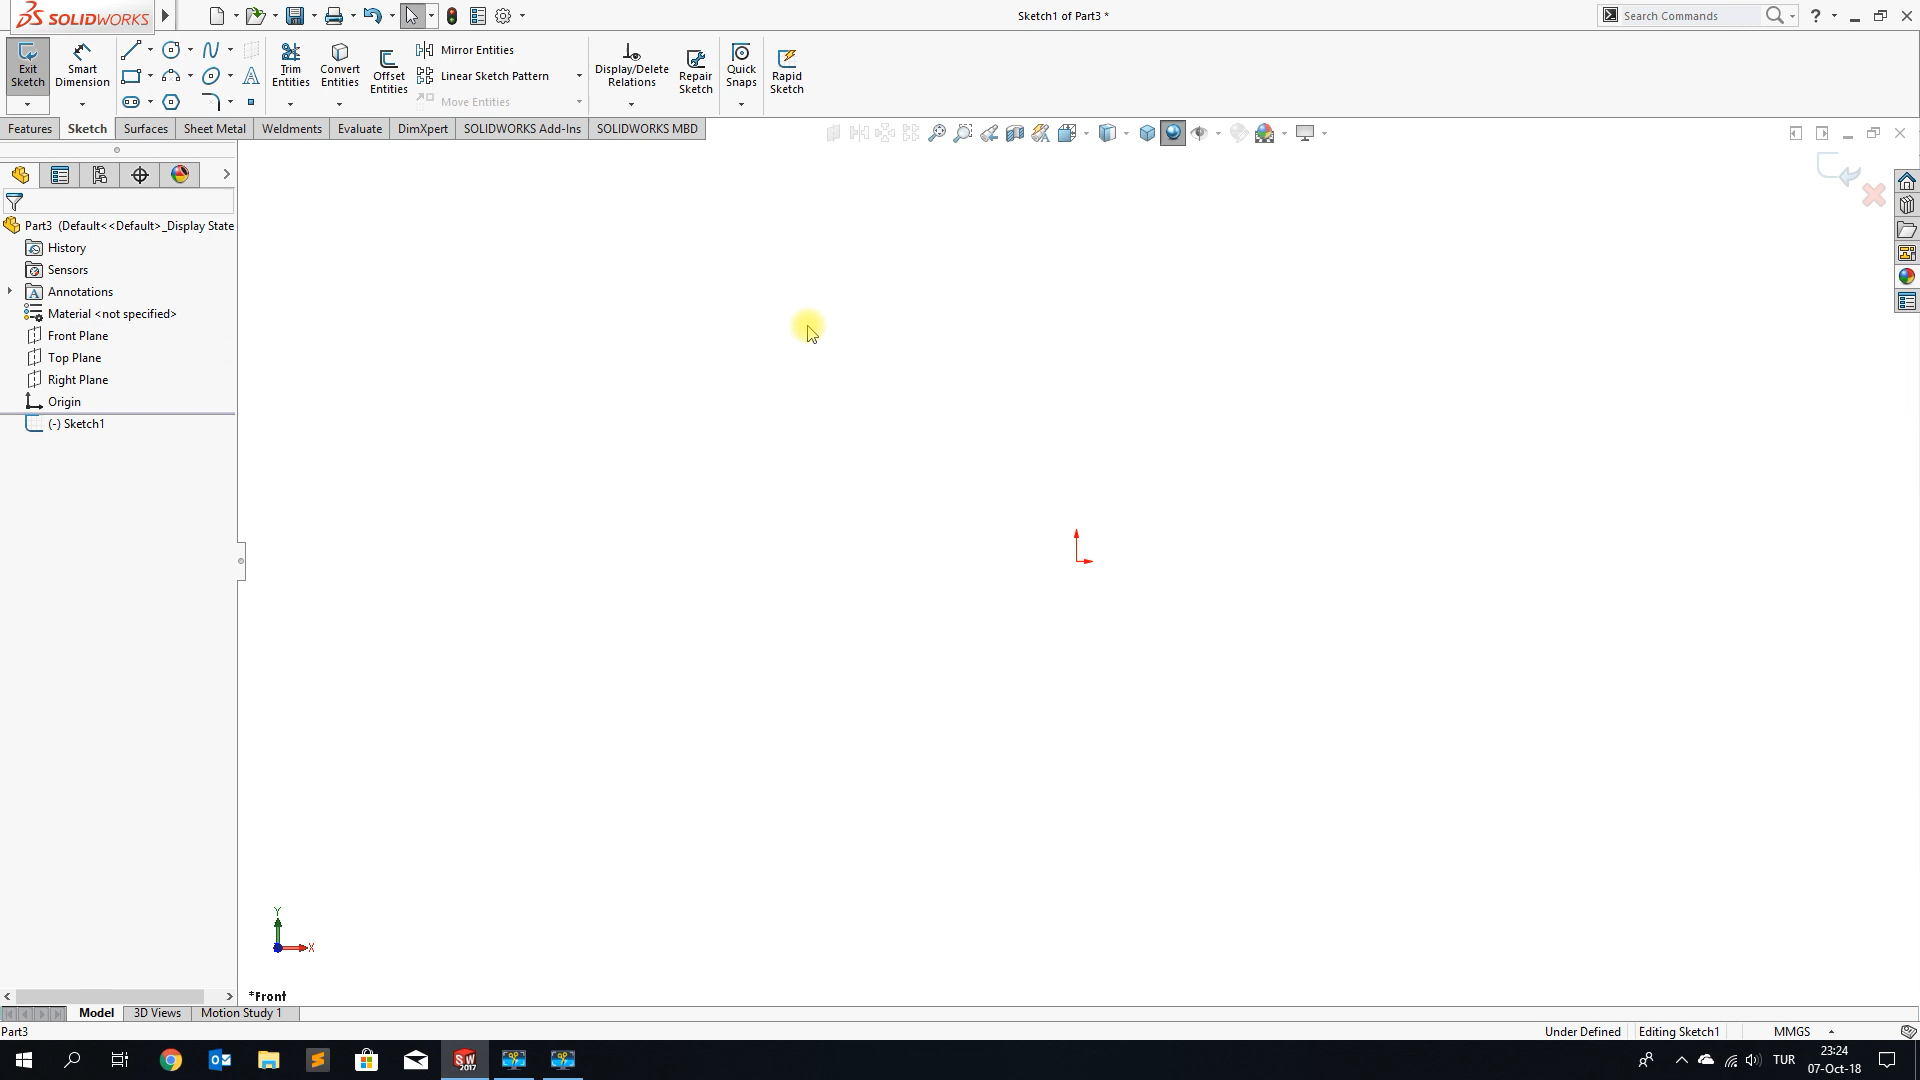 SOLIDWORKS
Sketch1 of Part3 *
Search Commands
?
Exit Sketch
Smart Dimension
Trim Entities
Convert Entities
Offset Entities
Mirror Entities
Linear Sketch Pattern
Move Entities
Display/Delete Relations
Repair Sketch
Quick Snaps
Rapid Sketch
Features
Sketch
Surfaces
Sheet Metal
Weldments
Evaluate
DimXpert
SOLIDWORKS Add-Ins
SOLIDWORKS MBD
Part3 (Default<<Default>_Display State
History
Sensors
Annotations
Material <not specified>
Front Plane
Top Plane
Right Plane
Origin
(-) Sketch1
Y
X
*Front
Model
3D Views
Motion Study 1
Part3
Under Defined
Editing Sketch1
MMGS
SW
2017
TUR
23:24
07-Oct-18